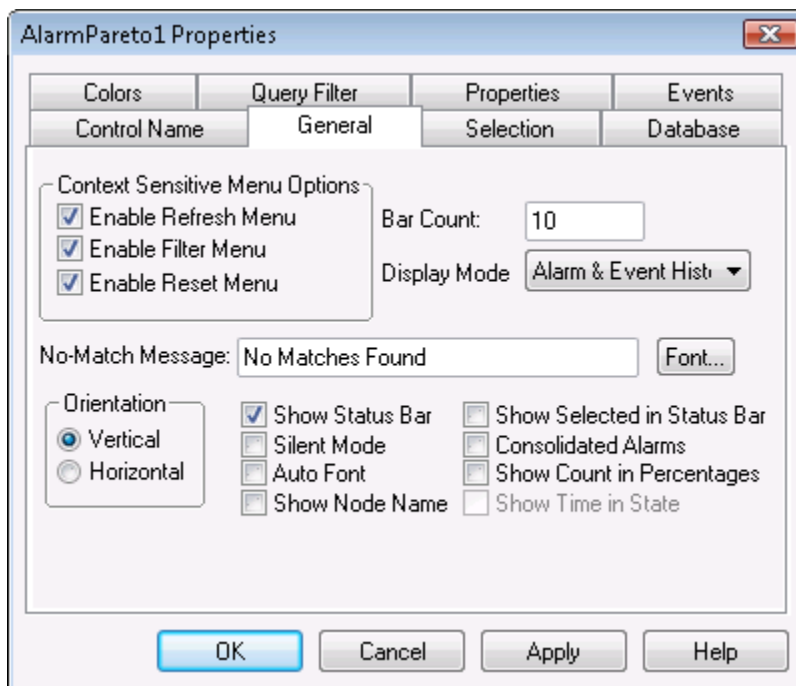 AlarmPareto1 Properties
Colors Query Filter Properties Events
Control Name General Selection Database
Context Sensitive Menu Options
Enable Refresh Menu
Enable Filter Menu
Enable Reset Menu
Bar Count: 10
Display Mode Alarm & Event Hist
No-Match Message: No Matches Found Font...
Orientation
Vertical
Horizontal
Show Status Bar
Silent Mode
Auto Font
Show Node Name
Show Selected in Status Bar
Consolidated Alarms
Show Count in Percentages
Show Time in State
OK Cancel Apply Help